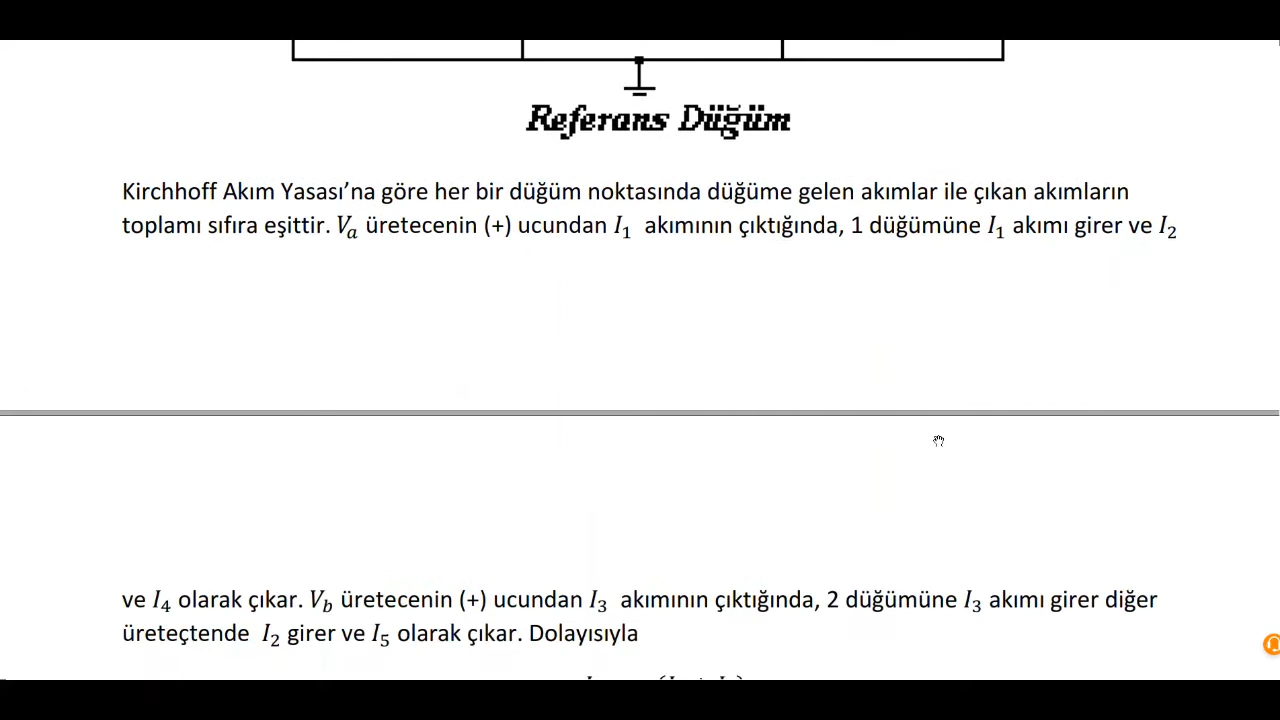 Referans Düğüm
Kirchhoff Akım Yasası’na göre her bir düğüm noktasında düğüme gelen akımlar ile çıkan akımların
toplamı sıfıra eşittir. Vₐ üretecenin (+) ucundan I₁ akımının çıktığında, 1 düğümüne I₁ akımı girer ve I₂
ve I₄ olarak çıkar. V_b üretecenin (+) ucundan I₃ akımının çıktığında, 2 düğümüne I₃ akımı girer diğer
üreteçtende I₂ girer ve I₅ olarak çıkar. Dolayısıyla